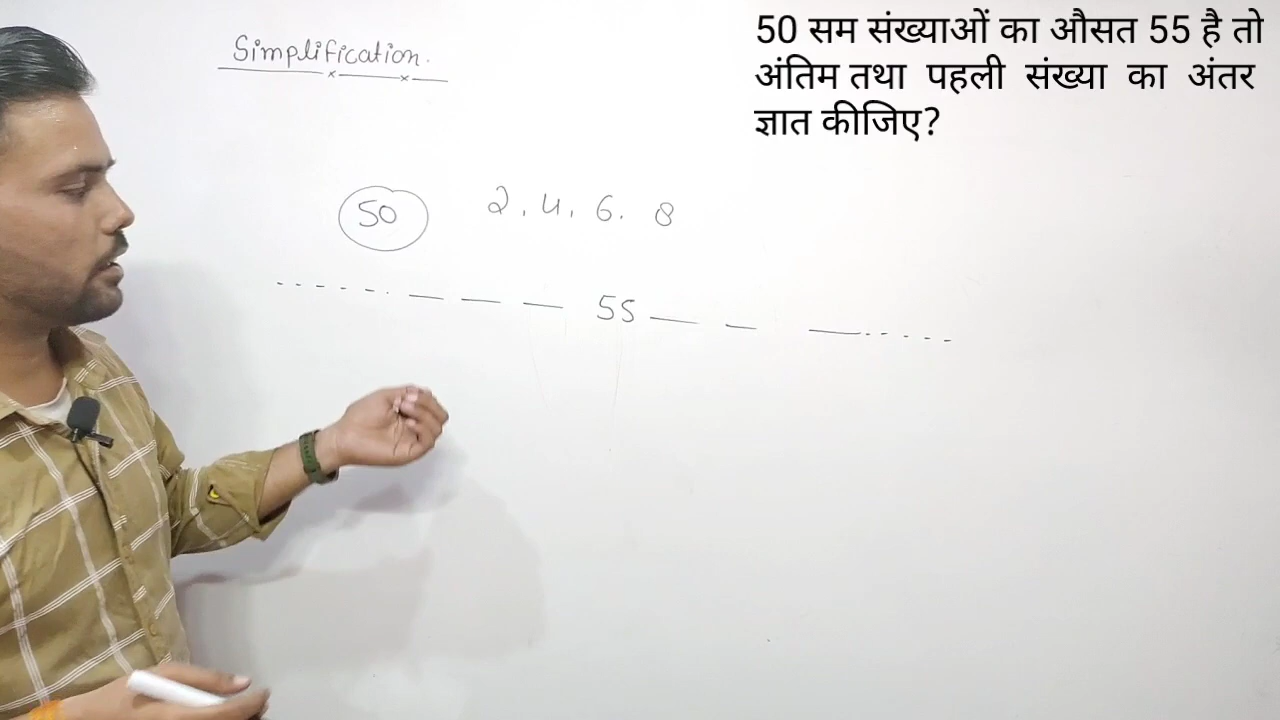 Simplification.
50 सम संख्याओं का औसत 55 है तो
अंतिम तथा पहली संख्या का अंतर
ज्ञात कीजिए?
50 2, 4, 6. 8
55